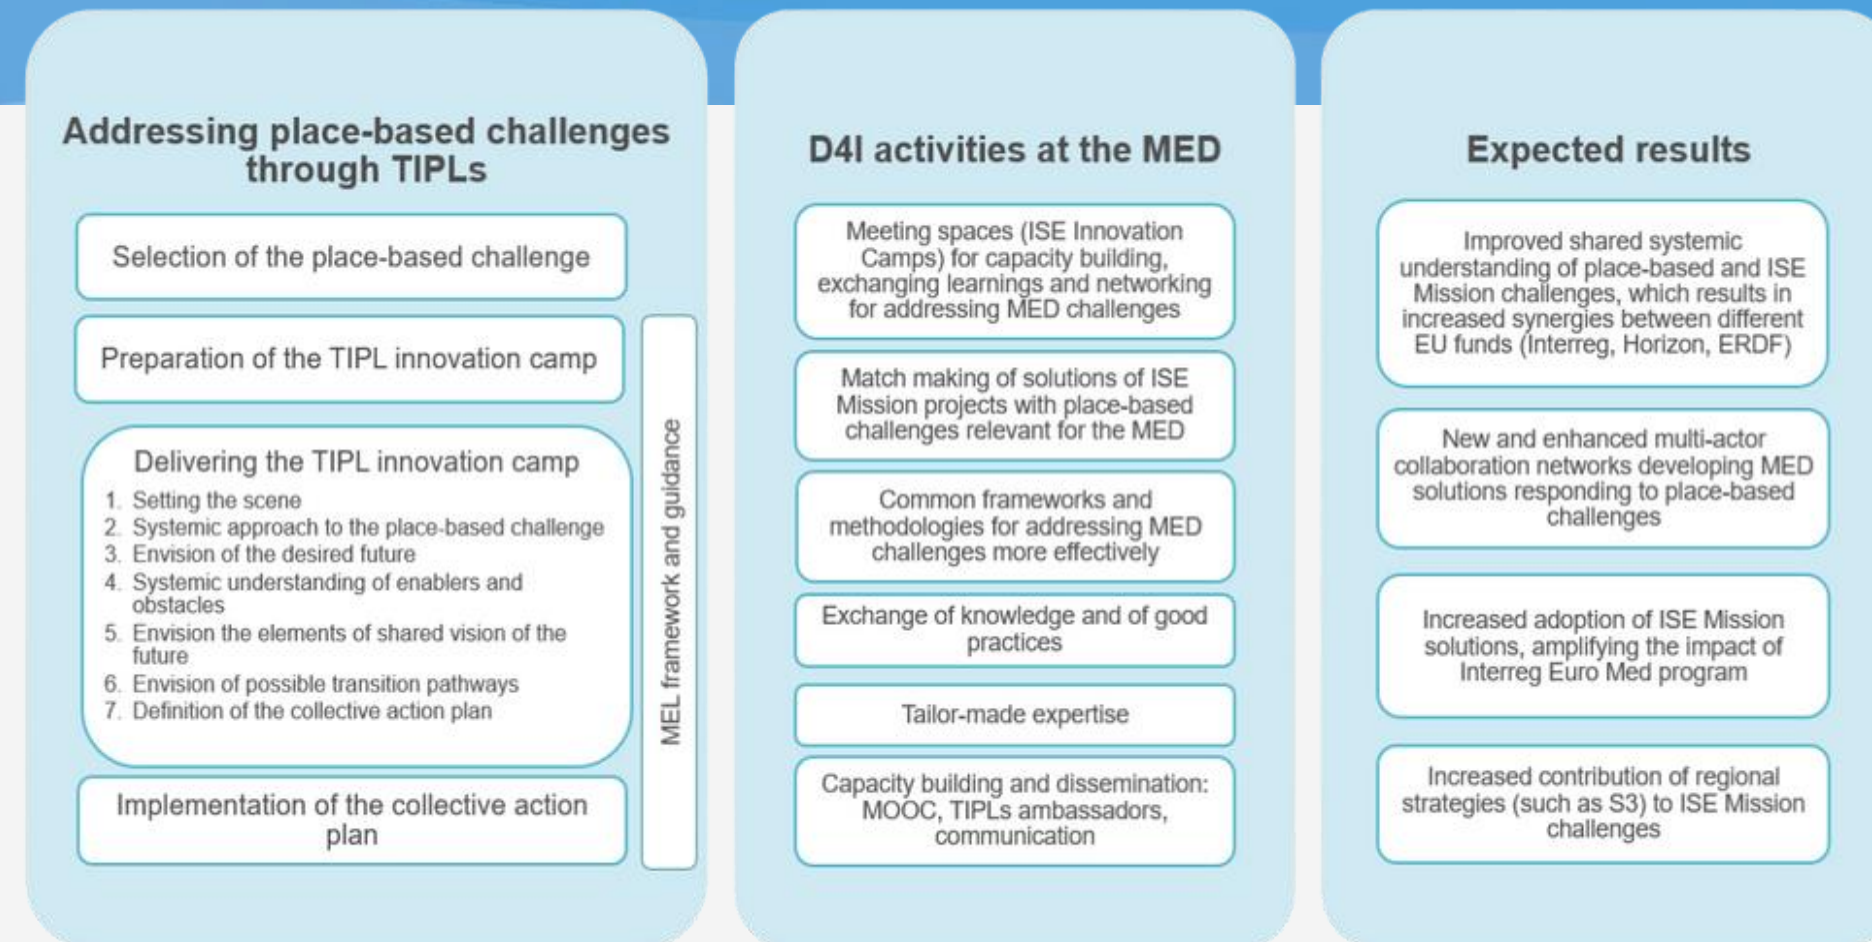 Addressing place-based challenges
through TIPLs
Selection of the place-based challenge
Preparation of the TIPL innovation camp
Delivering the TIPL innovation camp
1. Setting the scene
2. Systemic approach to the place-based challenge
3. Envision of the desired future
4. Systemic understanding of enablers and
obstacles
5. Envision the elements of shared vision of the
future
6. Envision of possible transition pathways
7. Definition of the collective action plan
Implementation of the collective action
plan
MEL framework and guidance
D4I activities at the MED
Meeting spaces (ISE Innovation
Camps) for capacity building,
exchanging learnings and networking
for addressing MED challenges
Match making of solutions of ISE
Mission projects with place-based
challenges relevant for the MED
Common frameworks and
methodologies for addressing MED
challenges more effectively
Exchange of knowledge and of good
practices
Tailor-made expertise
Capacity building and dissemination:
MOOC, TIPLs ambassadors,
communication
Expected results
Improved shared systemic
understanding of place-based and ISE
Mission challenges, which results in
increased synergies between different
EU funds (Interreg, Horizon, ERDF)
New and enhanced multi-actor
collaboration networks developing MED
solutions responding to place-based
challenges
Increased adoption of ISE Mission
solutions, amplifying the impact of
Interreg Euro Med program
Increased contribution of regional
strategies (such as S3) to ISE Mission
challenges